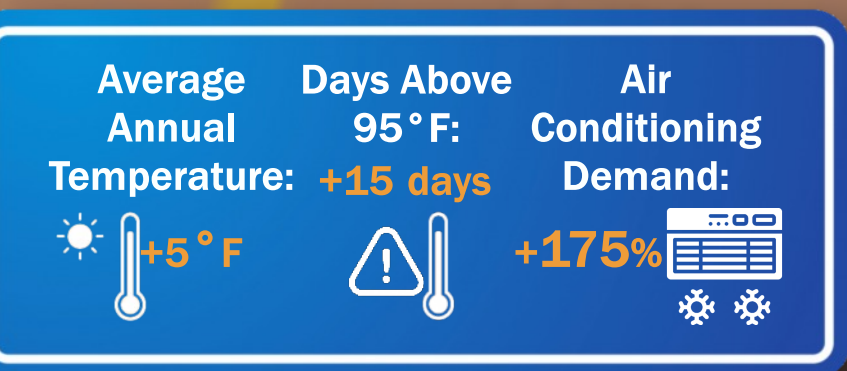 Average
Annual
Temperature:
+5°F
Days Above
95°F:
+15 days
Air
Conditioning
Demand:
+175%